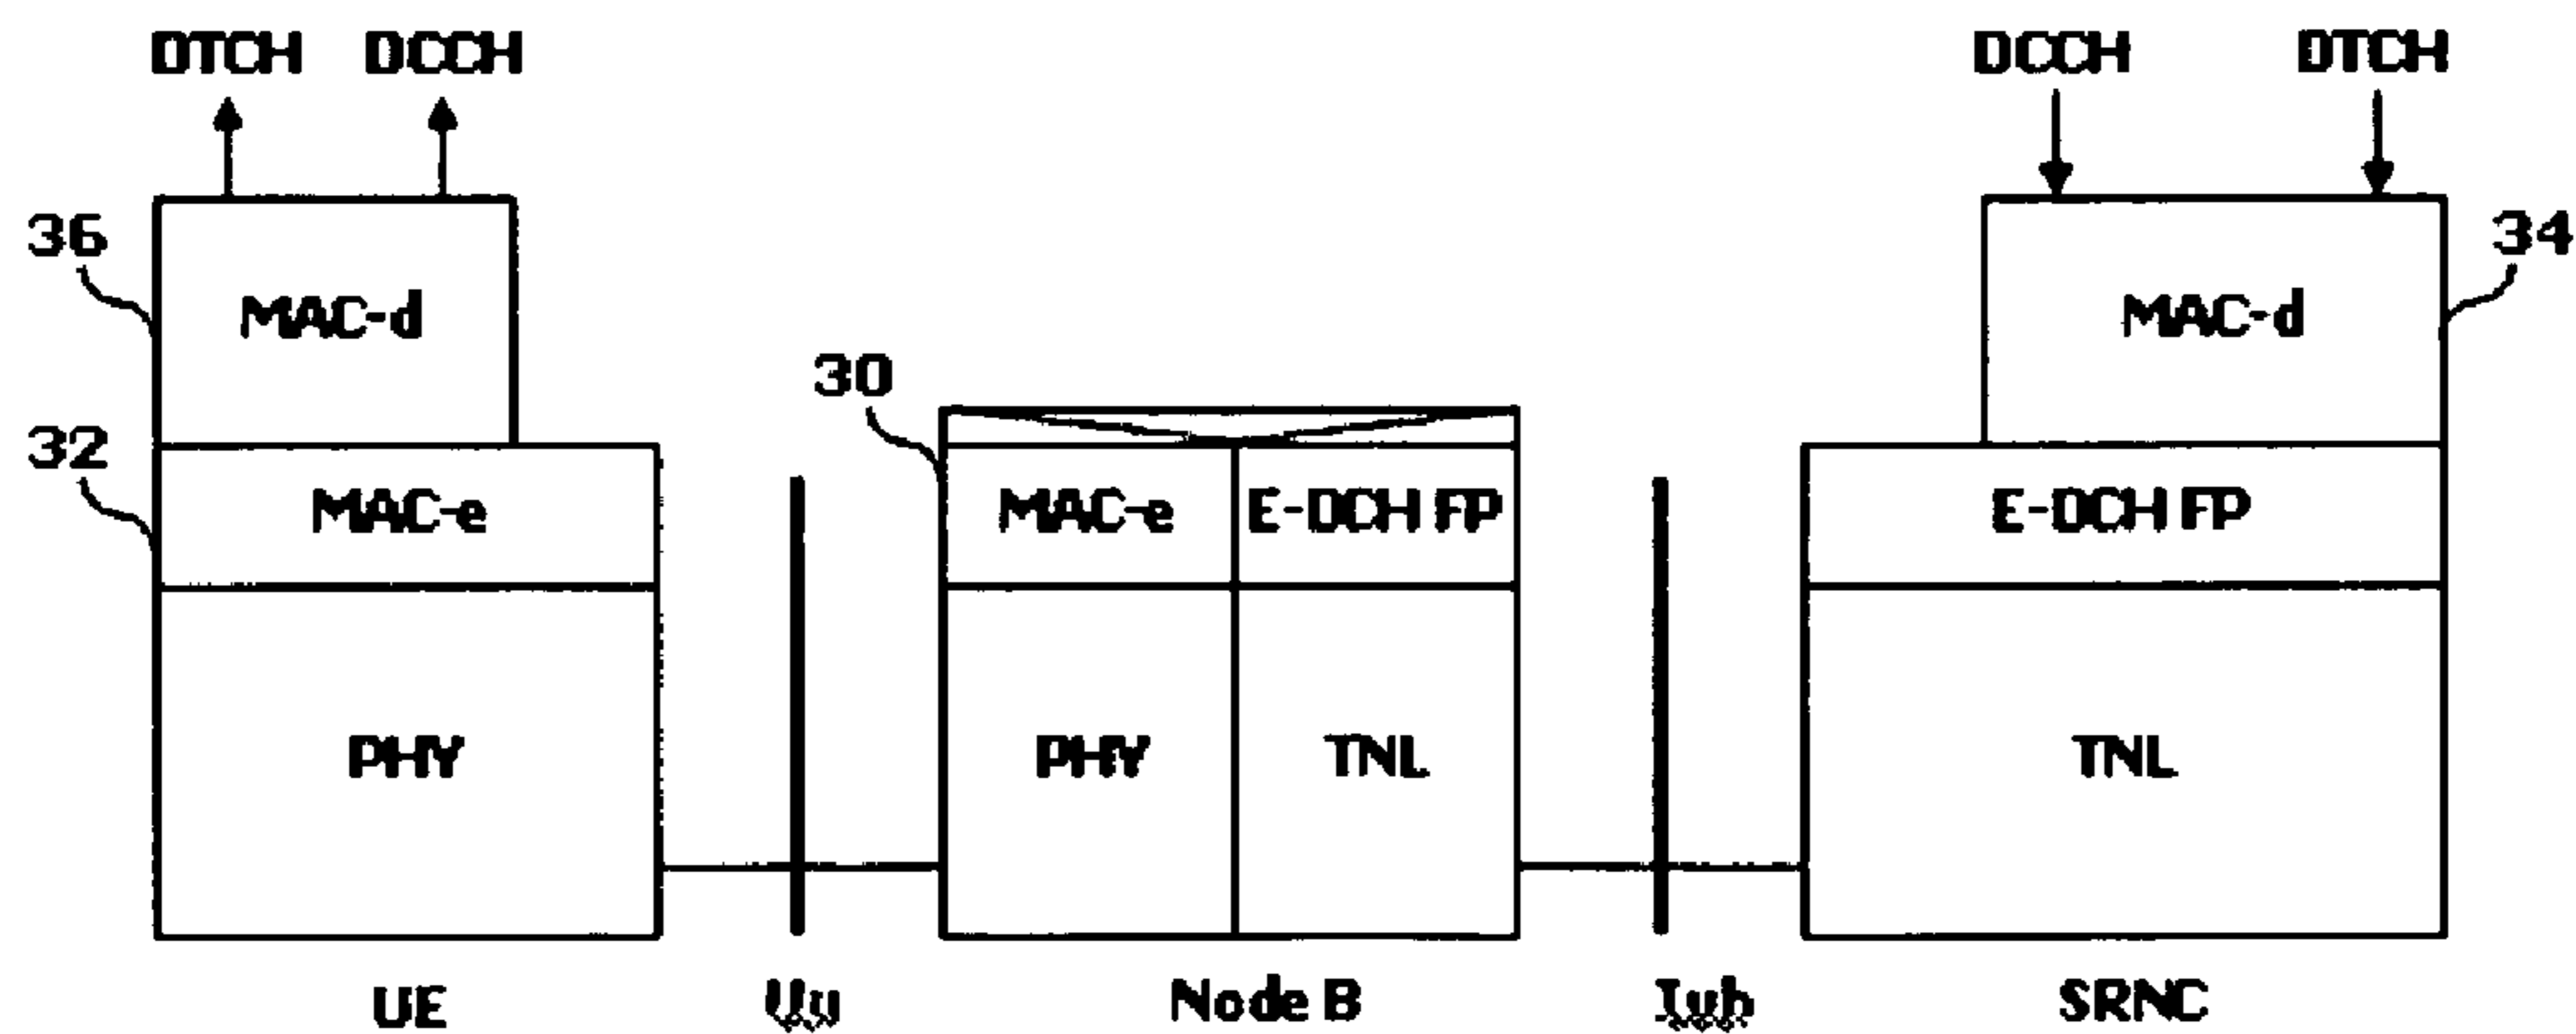 DTCH DCCH DCCH DTCH
36 MAC-d MAC-d 34
30
32 MAC-e MAC-e E-DCH FP E-DCH FP
PHY PHY TNL TNL
UE Uu Node B Iub SRNC